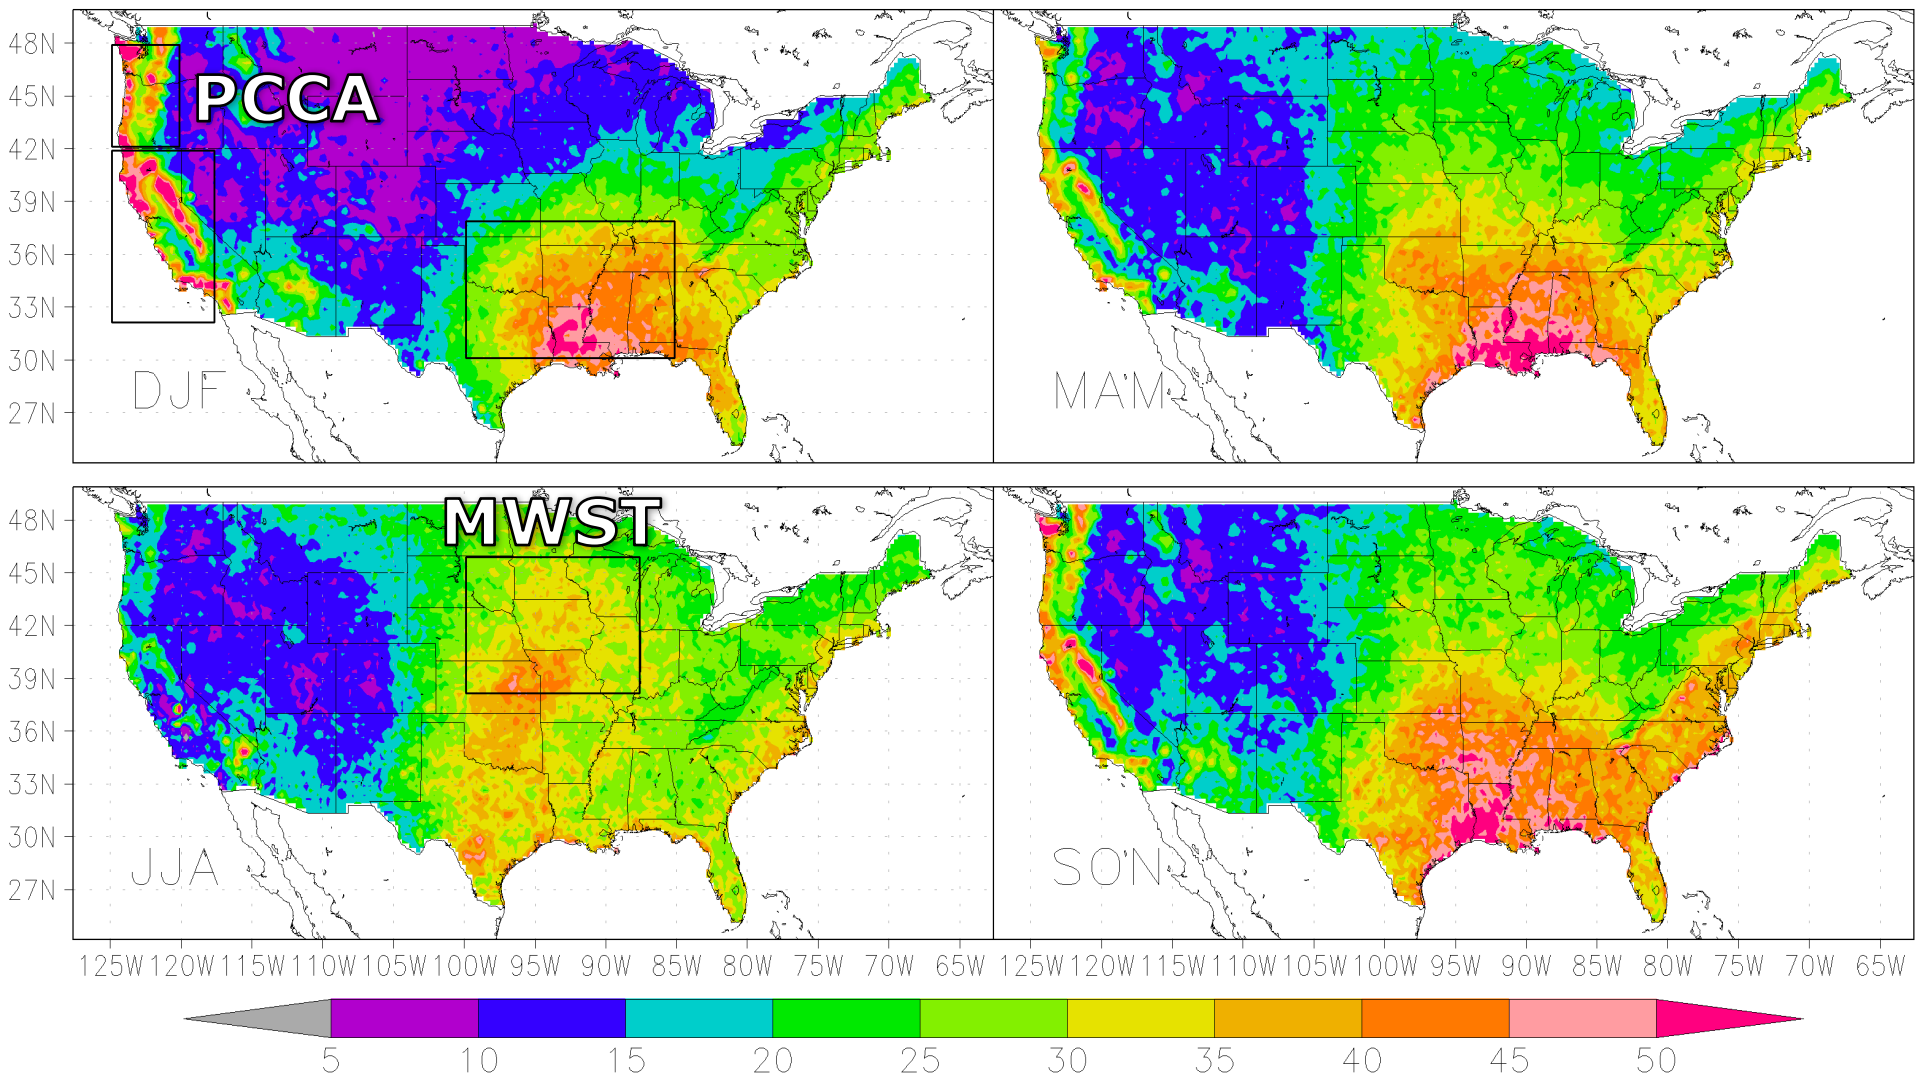 48N
45N
42N
39N
36N
33N
30N
27N
PCCA
DJF
MAM
48N
45N
42N
39N
36N
33N
30N
27N
MWST
JJA
SON
125W 120W 115W 110W 105W 100W 95W 90W 85W 80W 75W 70W 65W
125W 120W 115W 110W 105W 100W 95W 90W 85W 80W 75W 70W 65W
5 10 15 20 25 30 35 40 45 50